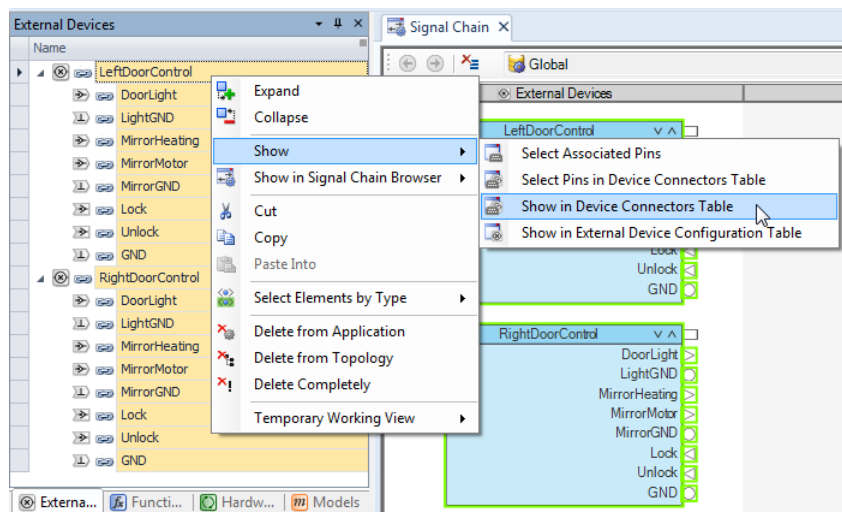 External Devices
Name
LeftDoorControl
DoorLight
LightGND
MirrorHeating
MirrorMotor
MirrorGND
Lock
Unlock
GND
RightDoorControl
DoorLight
LightGND
MirrorHeating
MirrorMotor
MirrorGND
Lock
Unlock
GND
Externa...
Functi...
Hardw...
Models
Expand
Collapse
Show
Show in Signal Chain Browser
Cut
Copy
Paste Into
Select Elements by Type
Delete from Application
Delete from Topology
Delete Completely
Temporary Working View
Select Associated Pins
Select Pins in Device Connectors Table
Show in Device Connectors Table
Show in External Device Configuration Table
Signal Chain
Global
External Devices
LeftDoorControl
Lock
Unlock
GND
RightDoorControl
DoorLight
LightGND
MirrorHeating
MirrorMotor
MirrorGND
Lock
Unlock
GND